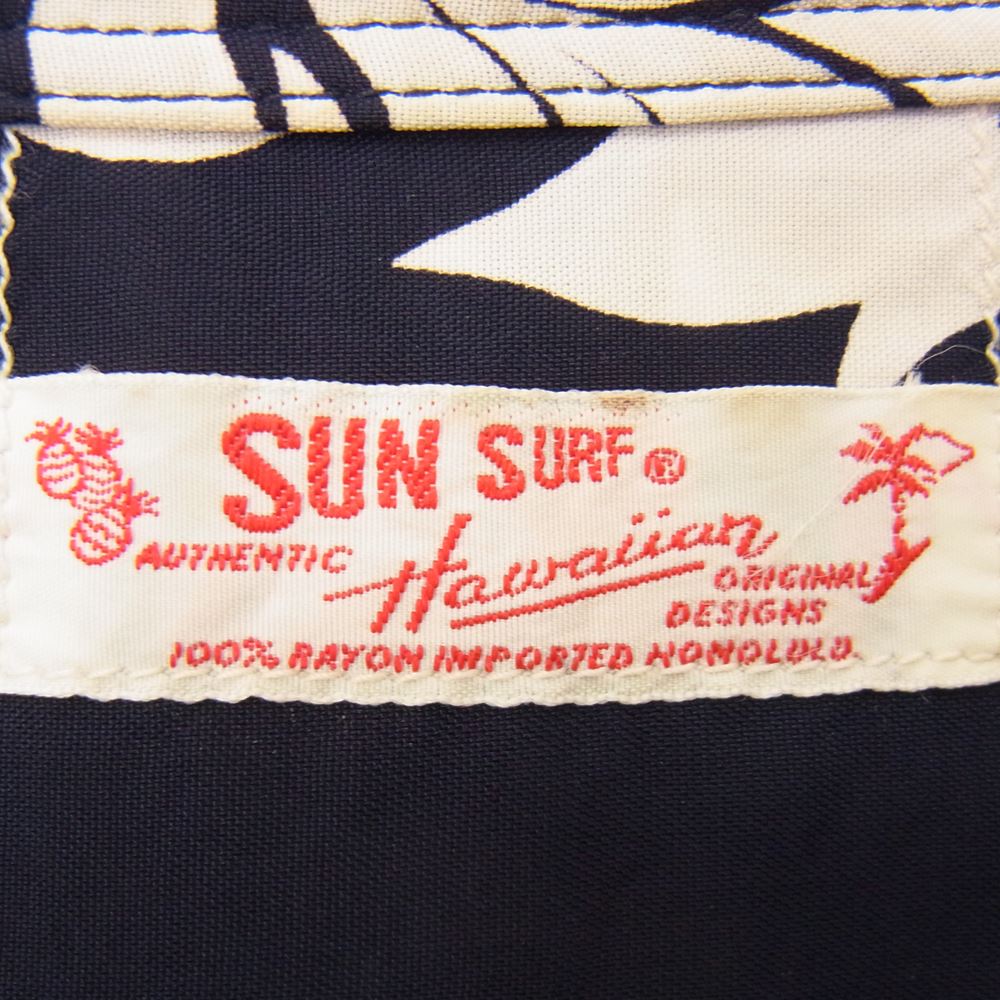 SUN SURF ®
AUTHENTIC Hawaiian ORIGINAL
DESIGNS
100% RAYON IMPORTED HONOLULU.